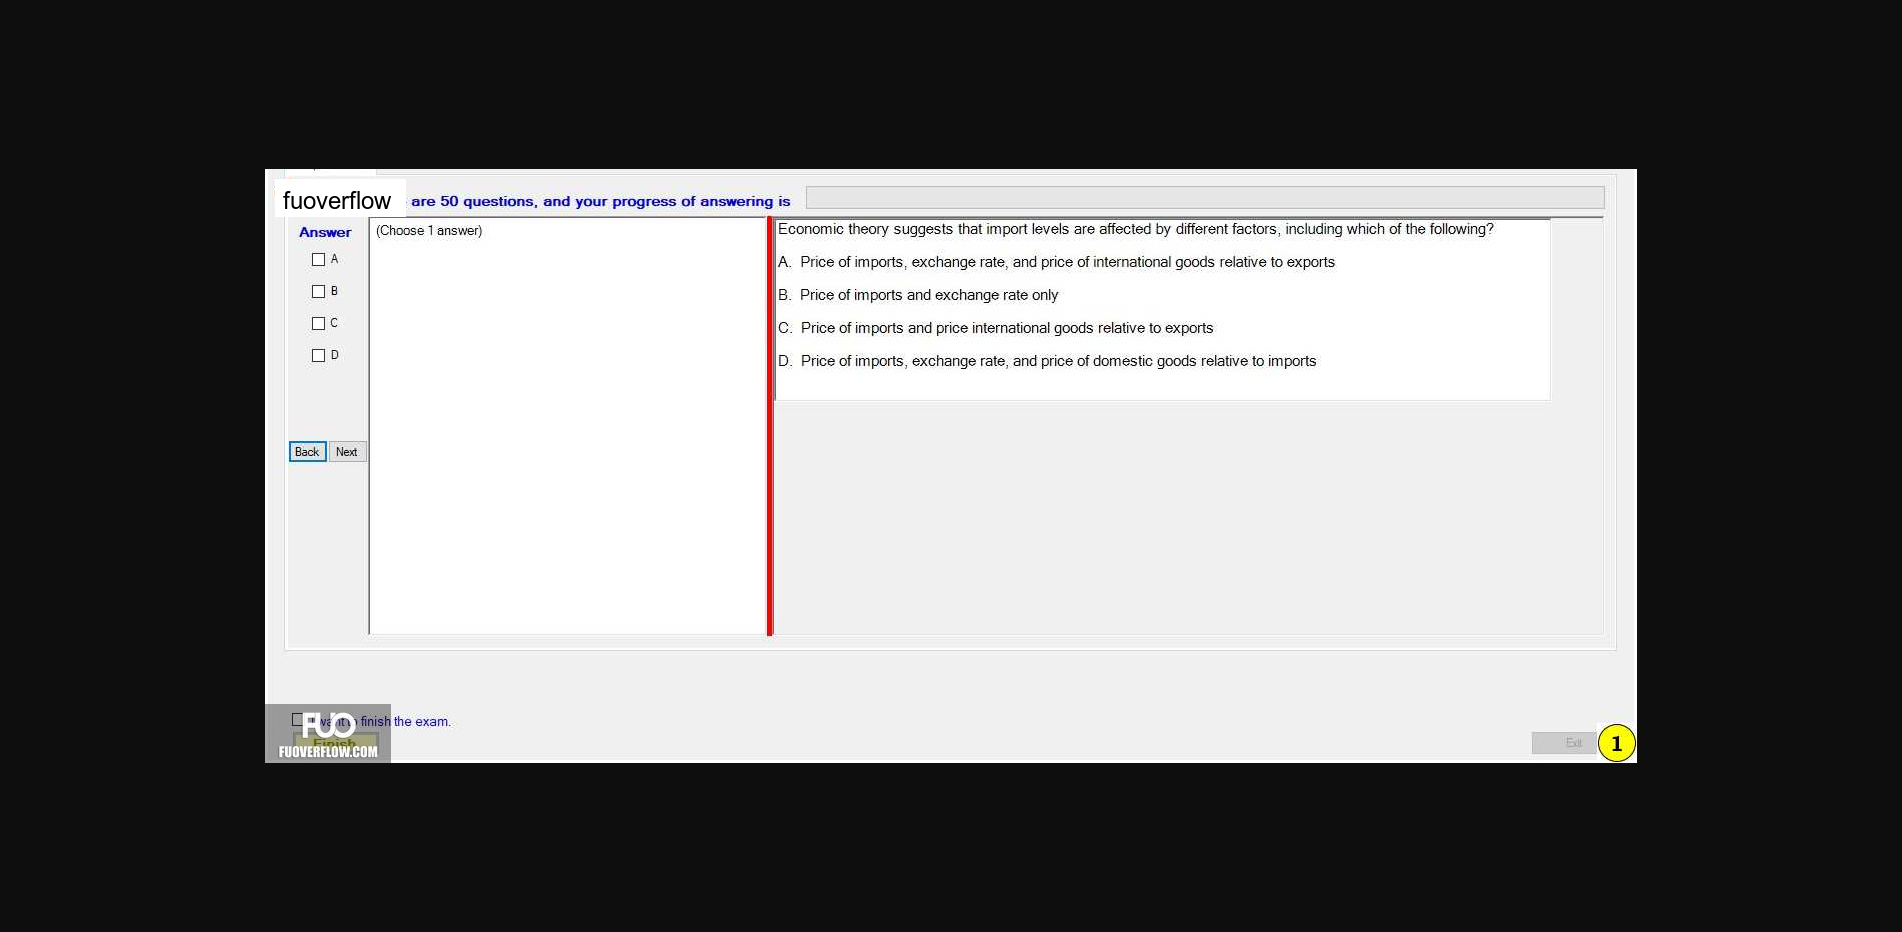 fuoverflow are 50 questions, and your progress of answering is
Answer
(Choose 1 answer)
A
B
C
D
Back Next
Economic theory suggests that import levels are affected by different factors, including which of the following?
A. Price of imports, exchange rate, and price of international goods relative to exports
B. Price of imports and exchange rate only
C. Price of imports and price international goods relative to exports
D. Price of imports, exchange rate, and price of domestic goods relative to imports
I want to finish the exam.
Finish
FUO
FUOVERFLOW.COM
Exit
1